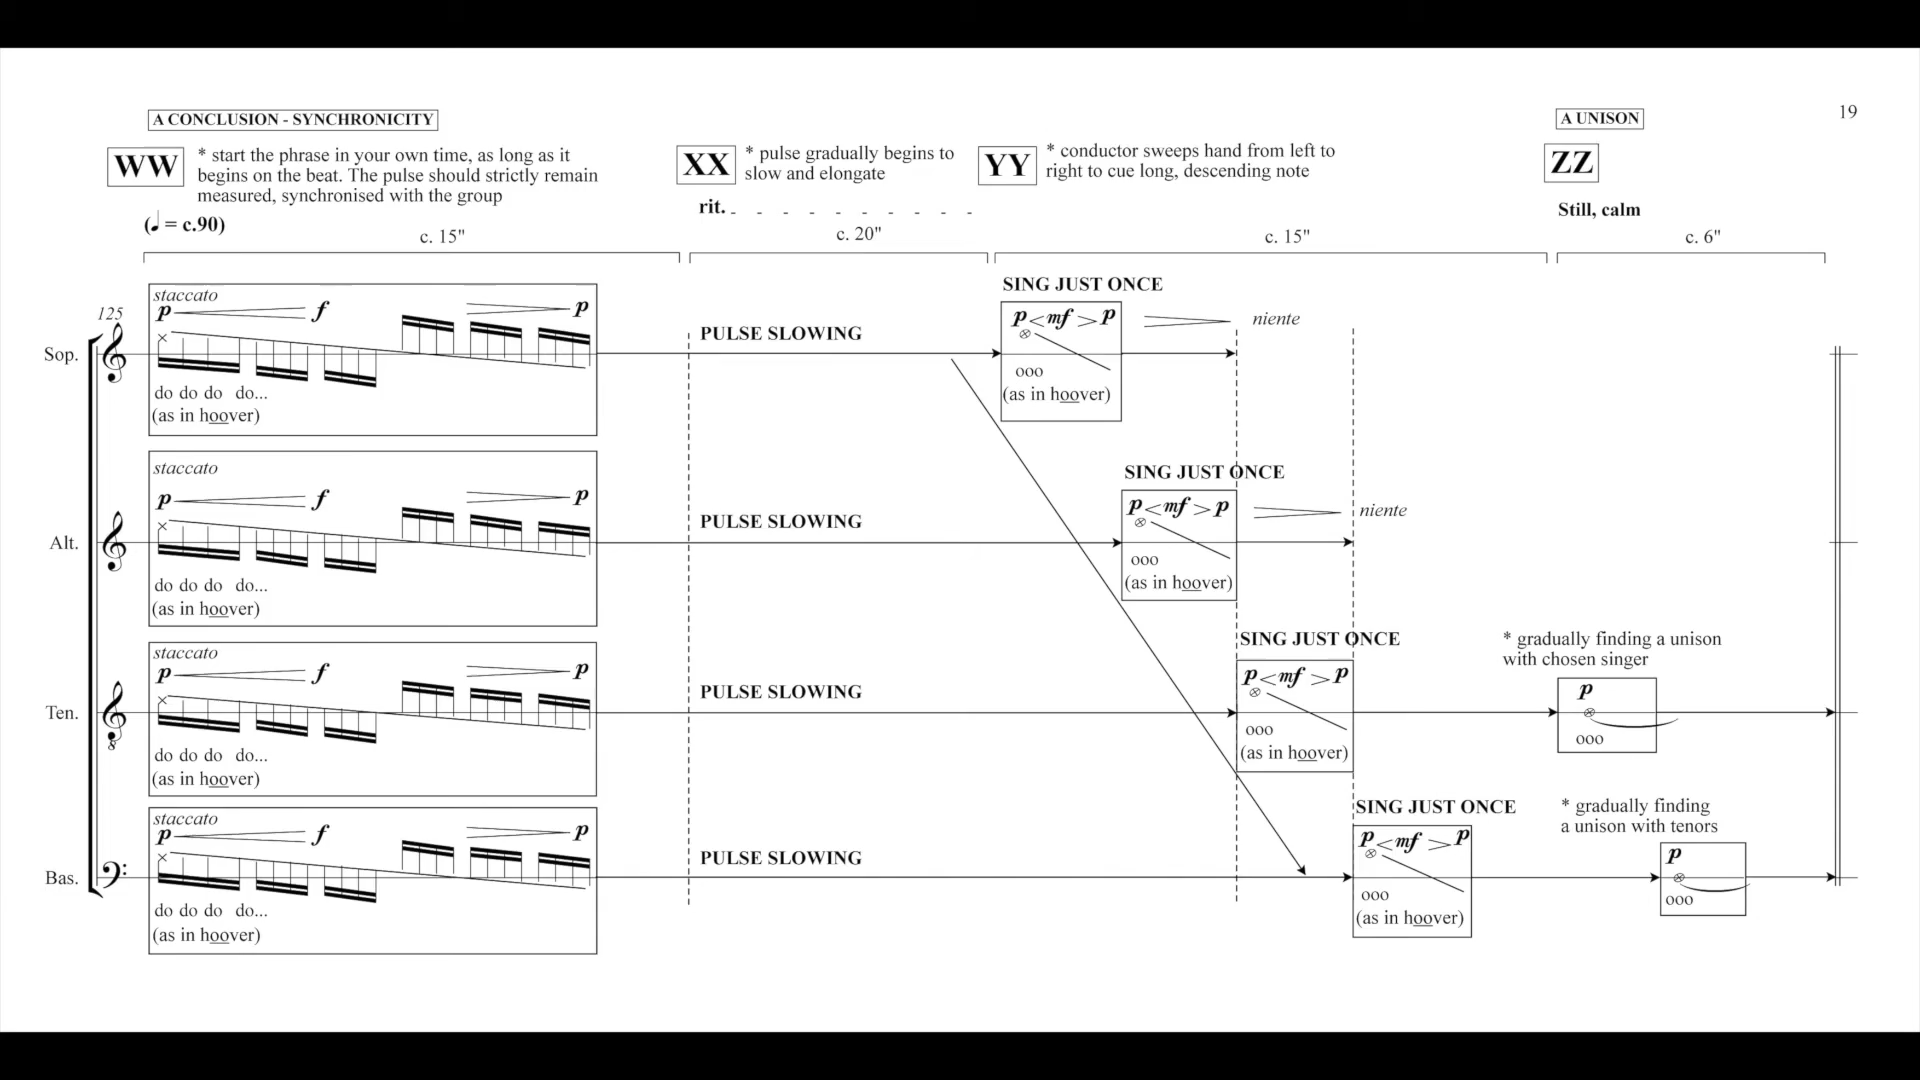 19
A CONCLUSION - SYNCHRONICITY
WW
* start the phrase in your own time, as long as it
begins on the beat. The pulse should strictly remain
measured, synchronised with the group
(♩ = c.90)
c. 15"
XX
* pulse gradually begins to
slow and elongate
rit.
c. 20"
YY
* conductor sweeps hand from left to
right to cue long, descending note
c. 15"
A UNISON
ZZ
Still, calm
c. 6"
125
Sop.
staccato
p f p
do do do do...
(as in hoover)
PULSE SLOWING
SING JUST ONCE
p < mf > p
niente
ooo
(as in hoover)
Alt.
staccato
p f p
do do do do...
(as in hoover)
PULSE SLOWING
SING JUST ONCE
p < mf > p
niente
ooo
(as in hoover)
Ten.
staccato
p f p
8
do do do do...
(as in hoover)
PULSE SLOWING
SING JUST ONCE
p < mf > p
ooo
(as in hoover)
* gradually finding a unison
with chosen singer
p
ooo
Bas.
staccato
p f p
do do do do...
(as in hoover)
PULSE SLOWING
SING JUST ONCE
p < mf > p
ooo
(as in hoover)
* gradually finding
a unison with tenors
p
ooo